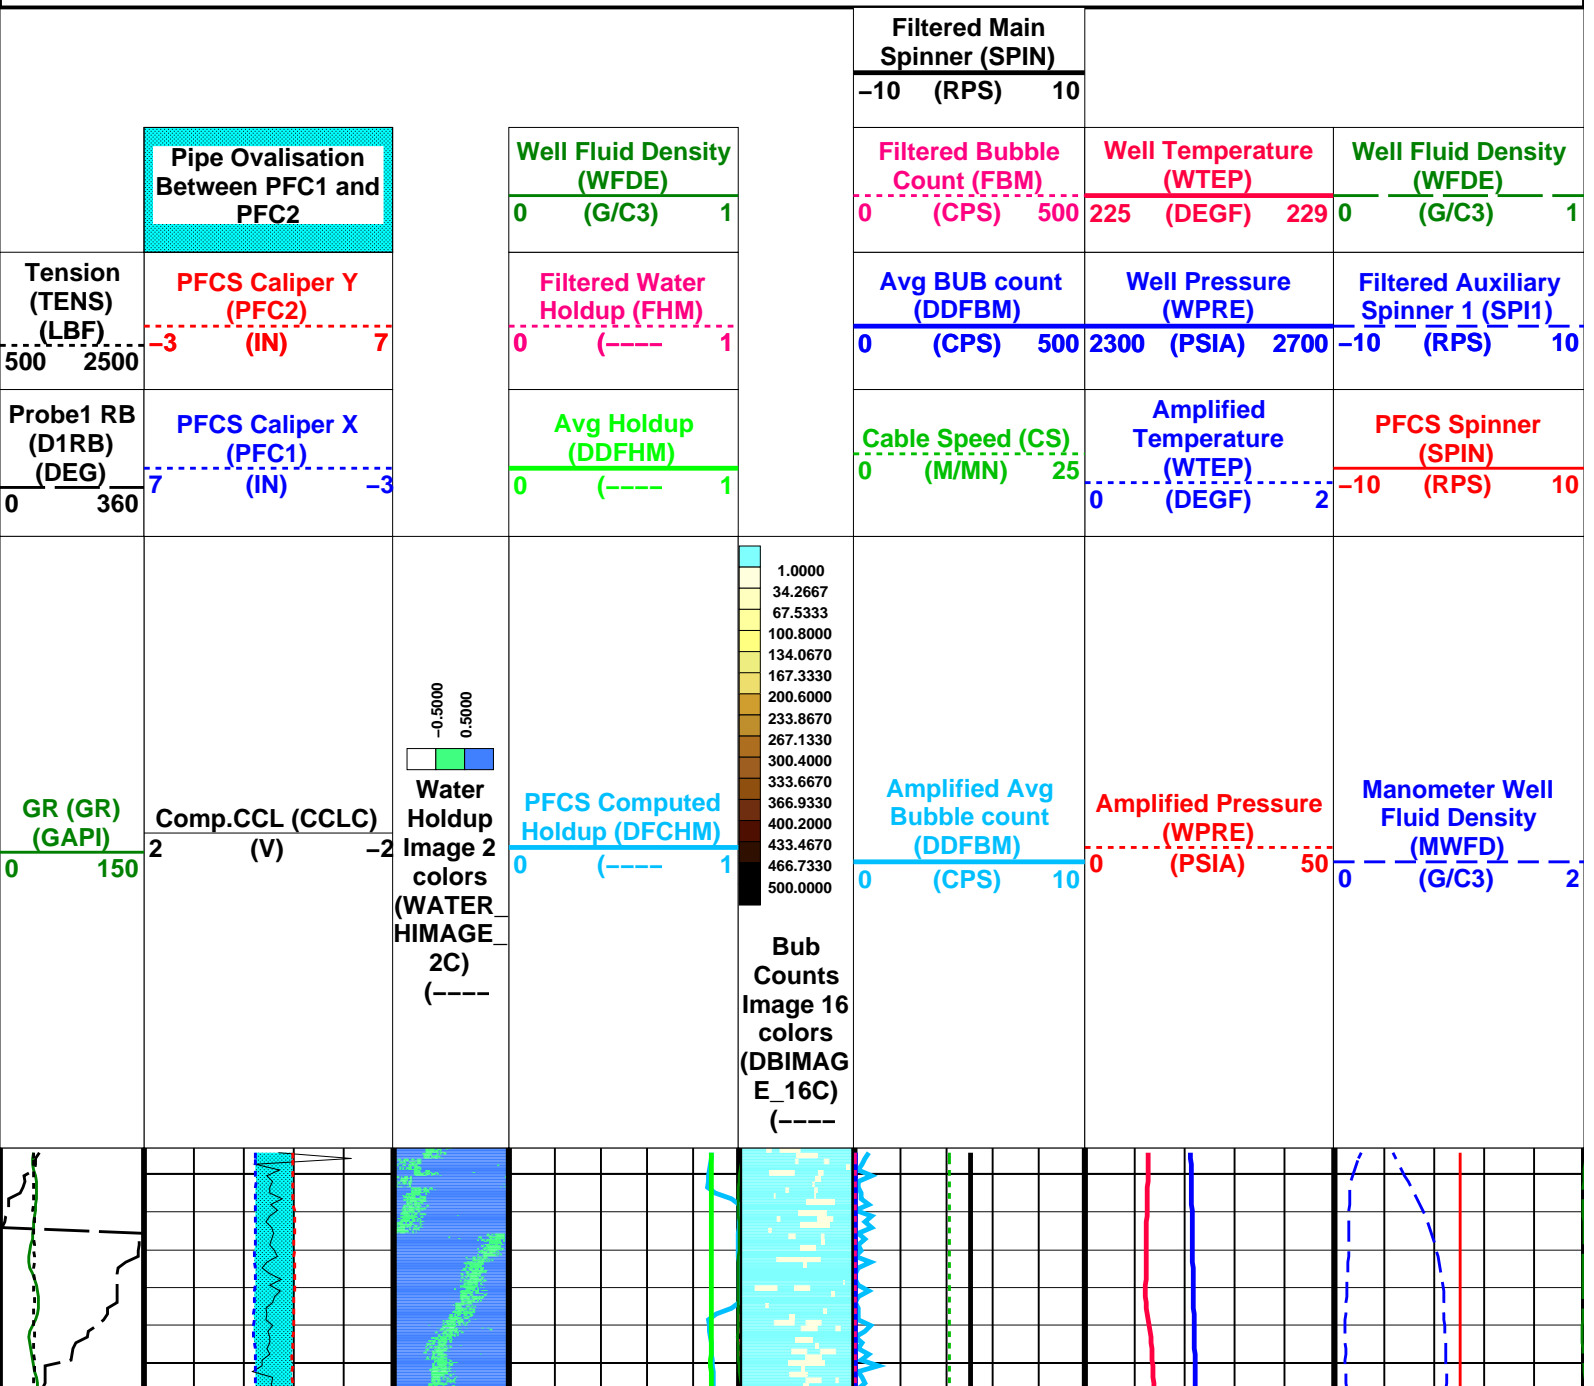 Filtered Main
Spinner (SPIN)
−10 (RPS) 10
Pipe Ovalisation
Between PFC1 and
PFC2
Well Fluid Density
(WFDE)
0 (G/C3) 1
Filtered Bubble
Count (FBM)
0 (CPS) 500
Well Temperature
(WTEP)
225 (DEGF) 229
Well Fluid Density
(WFDE)
0 (G/C3) 1
Tension
(TENS)
(LBF)
500 2500
PFCS Caliper Y
(PFC2)
−3 (IN) 7
Filtered Water
Holdup (FHM)
0 (−−−− 1
Avg BUB count
(DDFBM)
0 (CPS) 500
Well Pressure
(WPRE)
2300 (PSIA) 2700
Filtered Auxiliary
Spinner 1 (SPI1)
−10 (RPS) 10
Probe1 RB
(D1RB)
(DEG)
0 360
PFCS Caliper X
(PFC1)
7 (IN) −3
Avg Holdup
(DDFHM)
0 (−−−− 1
Cable Speed (CS)
0 (M/MN) 25
Amplified
Temperature
(WTEP)
0 (DEGF) 2
PFCS Spinner
(SPIN)
−10 (RPS) 10
GR (GR)
(GAPI)
0 150
Comp.CCL (CCLC)
2 (V) −2
−0.5000
0.5000
Water
Holdup
Image 2
colors
(WATER_
HIMAGE_
2C)
(−−−−
PFCS Computed
Holdup (DFCHM)
0 (−−−− 1
1.0000
34.2667
67.5333
100.8000
134.0670
167.3330
200.6000
233.8670
267.1330
300.4000
333.6670
366.9330
400.2000
433.4670
466.7330
500.0000
Bub
Counts
Image 16
colors
(DBIMAG
E_16C)
(−−−−
Amplified Avg
Bubble count
(DDFBM)
0 (CPS) 10
Amplified Pressure
(WPRE)
0 (PSIA) 50
Manometer Well
Fluid Density
(MWFD)
0 (G/C3) 2